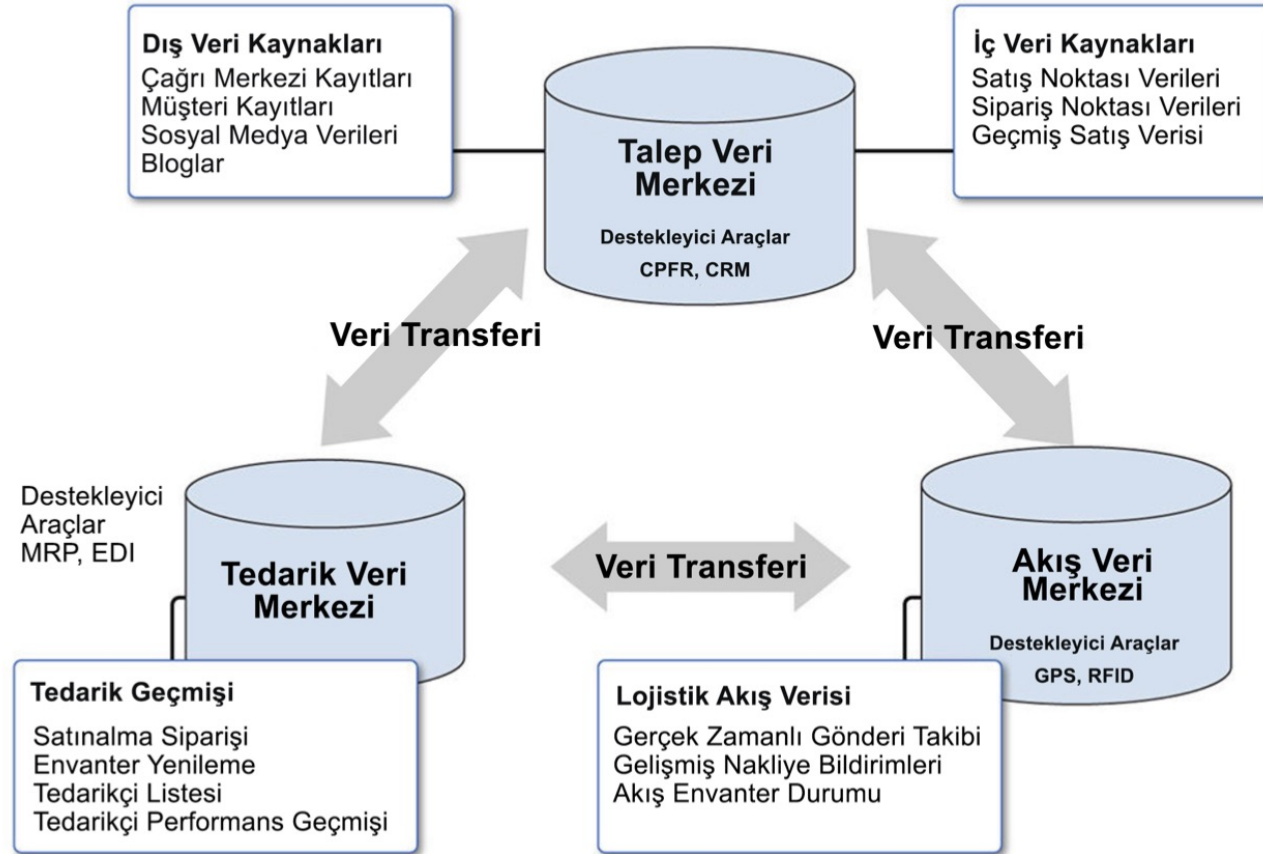 Dış Veri Kaynakları
Çağrı Merkezi Kayıtları
Müşteri Kayıtları
Sosyal Medya Verileri
Bloglar
İç Veri Kaynakları
Satış Noktası Verileri
Sipariş Noktası Verileri
Geçmiş Satış Verisi
Talep Veri
Merkezi
Destekleyici Araçlar
CPFR, CRM
Veri Transferi
Veri Transferi
Destekleyici
Araçlar
MRP, EDI
Tedarik Veri
Merkezi
Veri Transferi
Akış Veri
Merkezi
Destekleyici Araçlar
GPS, RFID
Tedarik Geçmişi
Satınalma Siparişi
Envanter Yenileme
Tedarikçi Listesi
Tedarikçi Performans Geçmişi
Lojistik Akış Verisi
Gerçek Zamanlı Gönderi Takibi
Gelişmiş Nakliye Bildirimleri
Akış Envanter Durumu